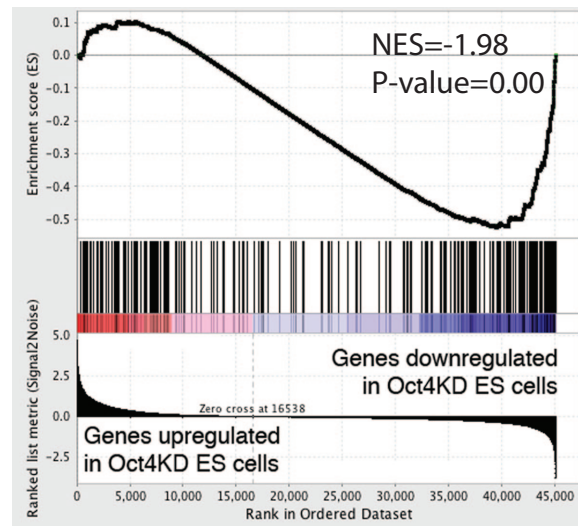 0.1
0.0
-0.1
-0.2
-0.3
-0.4
-0.5
Enrichment score (ES)
NES=-1.98
P-value=0.00
5.0
2.5
0.0
-2.5
Ranked list metric (Signal2Noise)
Genes downregulated
in Oct4KD ES cells
Zero cross at 16538
Genes upregulated
in Oct4KD ES cells
0 5,000 10,000 15,000 20,000 25,000 30,000 35,000 40,000 45,000
Rank in Ordered Dataset